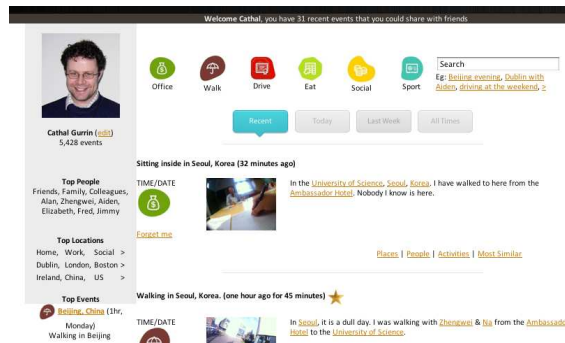 Welcome Cathal, you have 31 recent events that you could share with friends
Office
Walk
Drive
Eat
Social
Sport
Search
Eg: Beijing evening, Dublin with
Aiden, driving at the weekend, >
Recent
Today
Last Week
All Times
Cathal Gurrin (edit)
5,428 events
Top People
Friends, Family, Colleagues,
Alan, Zhengwei, Aiden,
Elizabeth, Fred, Jimmy
Top Locations
Home, Work, Social >
Dublin, London, Boston >
Ireland, China, US >
Top Events
Beijing, China (1hr,
Monday)
Walking in Beijing
Sitting inside in Seoul, Korea (32 minutes ago)
TIME/DATE
Forget me
In the University of Science, Seoul, Korea. I have walked to here from the
Ambassador Hotel. Nobody I know is here.
Places | People | Activities | Most Similar
Walking in Seoul, Korea. (one hour ago for 45 minutes)
TIME/DATE
In Seoul, it is a dull day. I was walking with Zhengwei & Na from the Ambassado
Hotel to the University of Science.